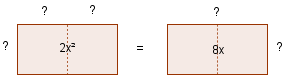 ? ? ?
? 2x² = 8x ?